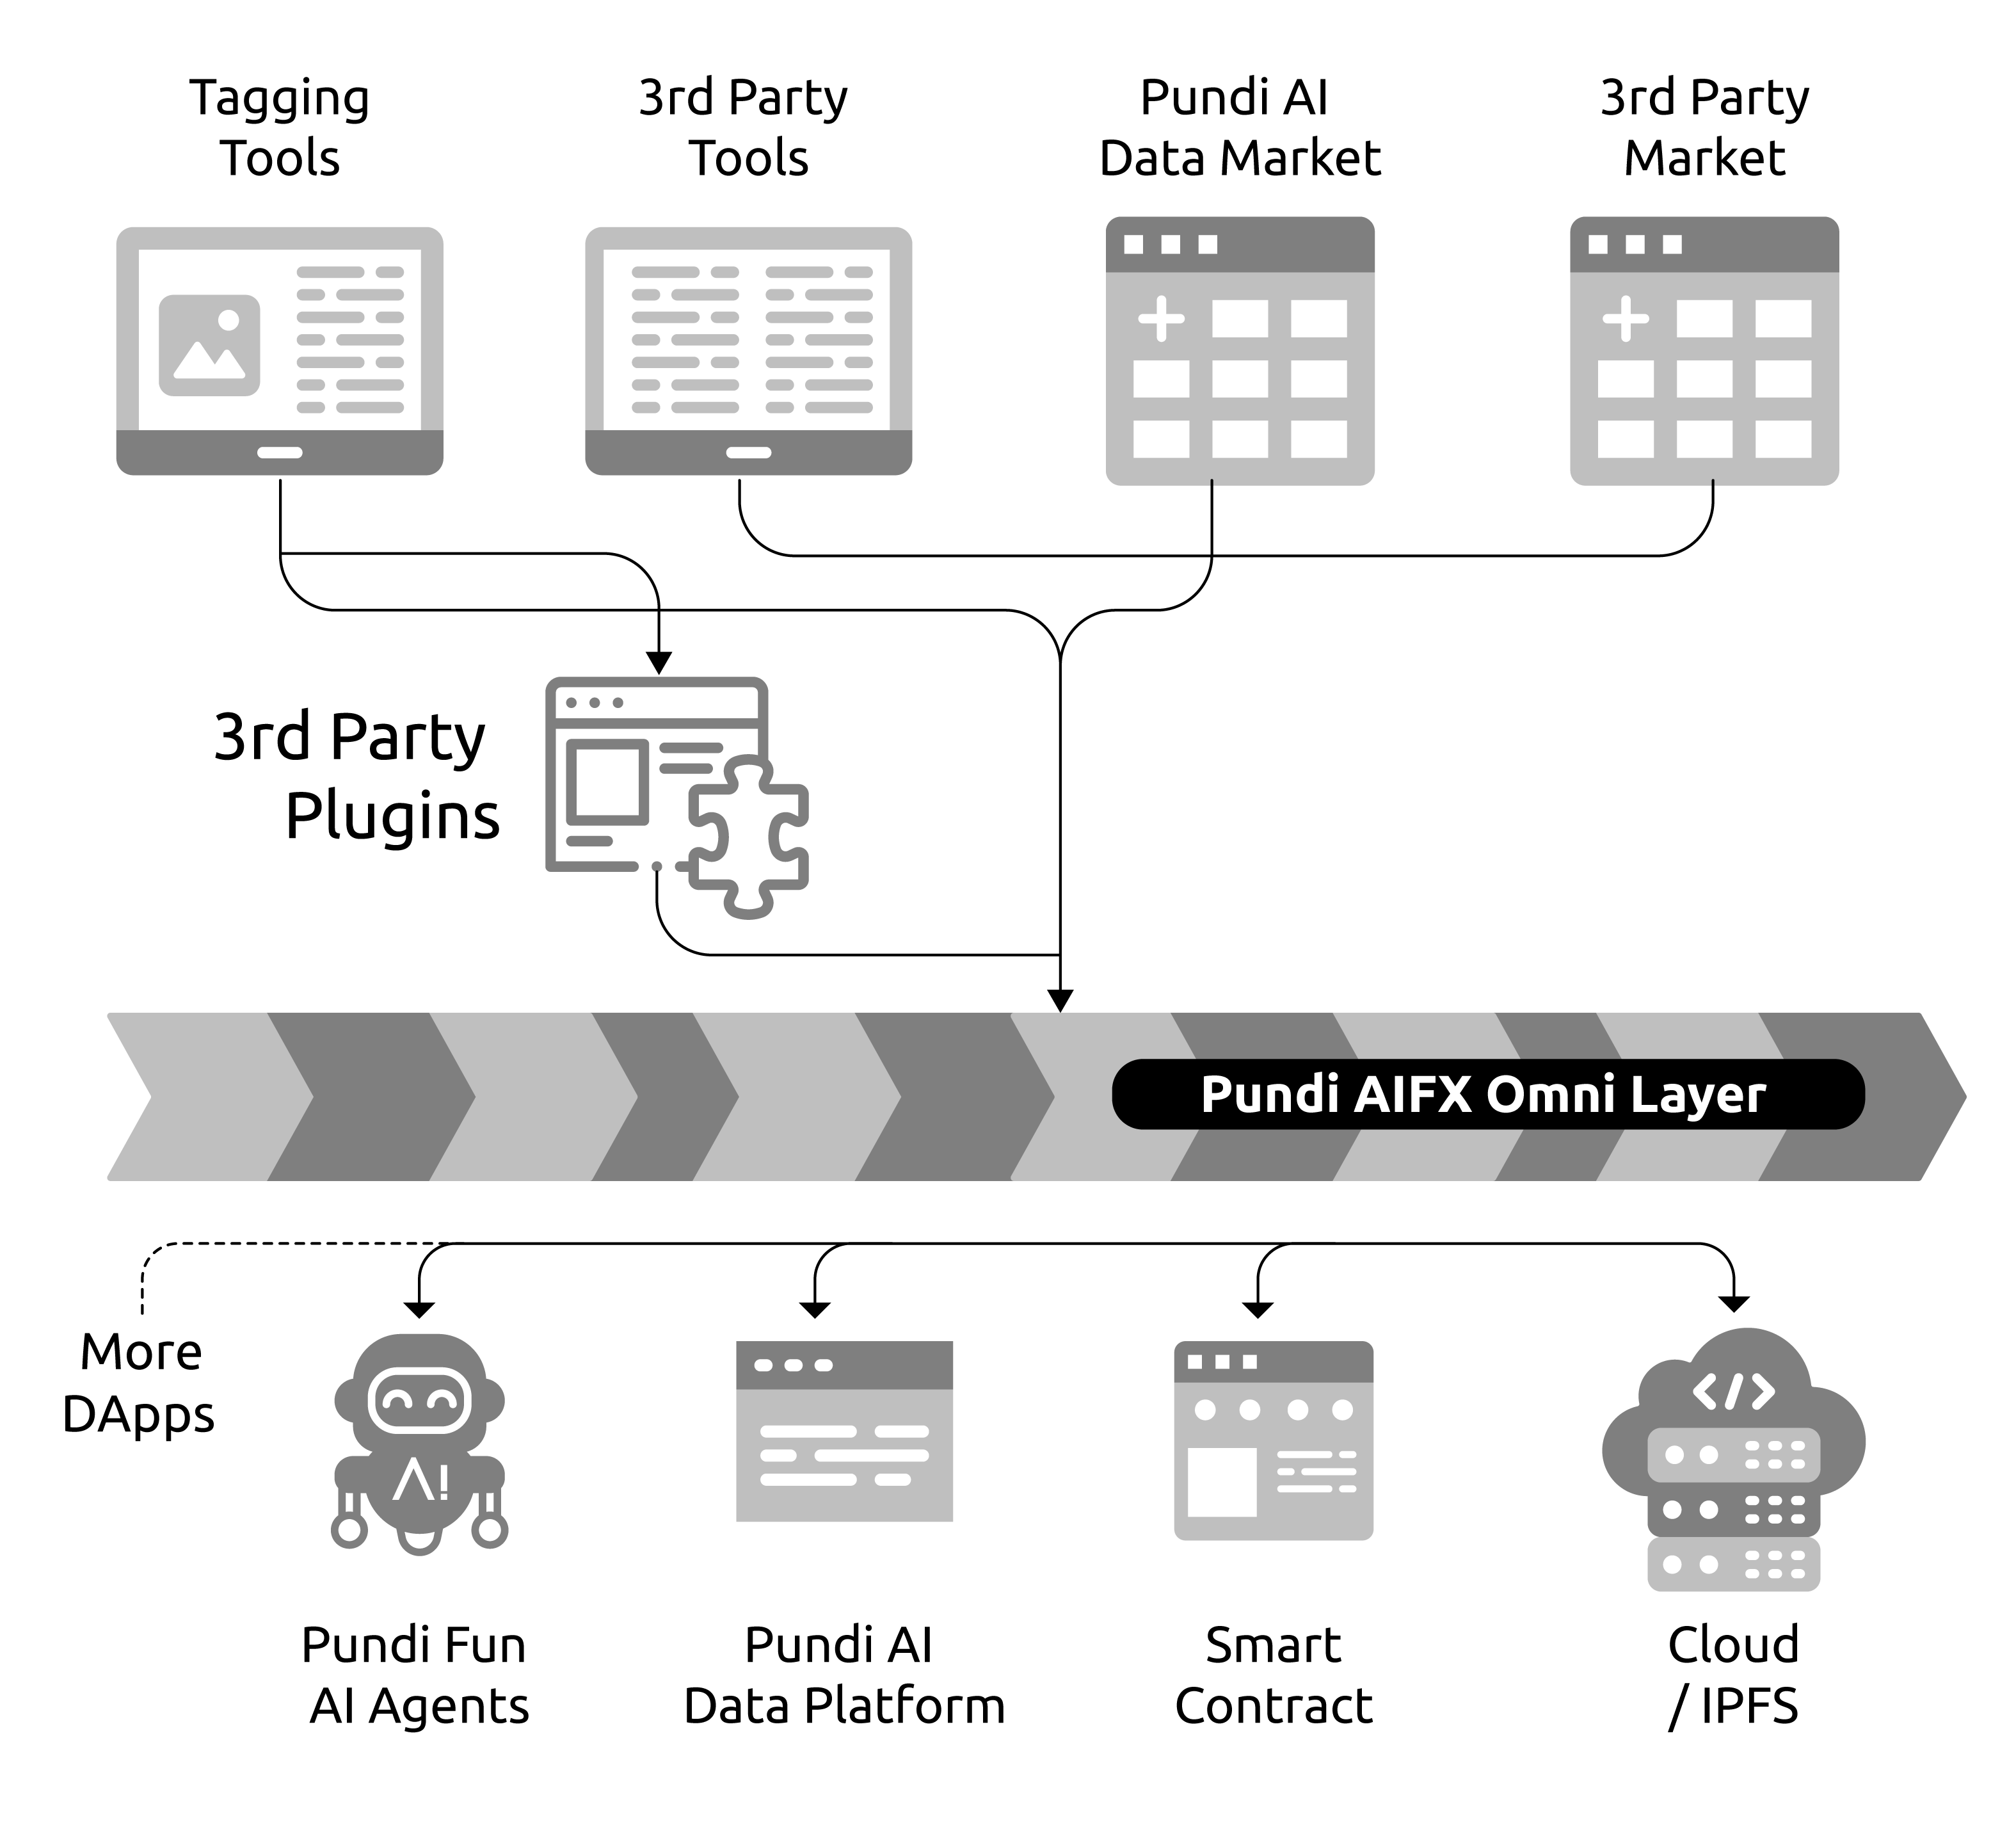 Tagging
Tools
3rd Party
Tools
Pundi AI
Data Market
3rd Party
Market
3rd Party
Plugins
Pundi AIFX Omni Layer
More
DApps
AI
Pundi Fun
AI Agents
Pundi AI
Data Platform
Smart
Contract
Cloud
/ IPFS